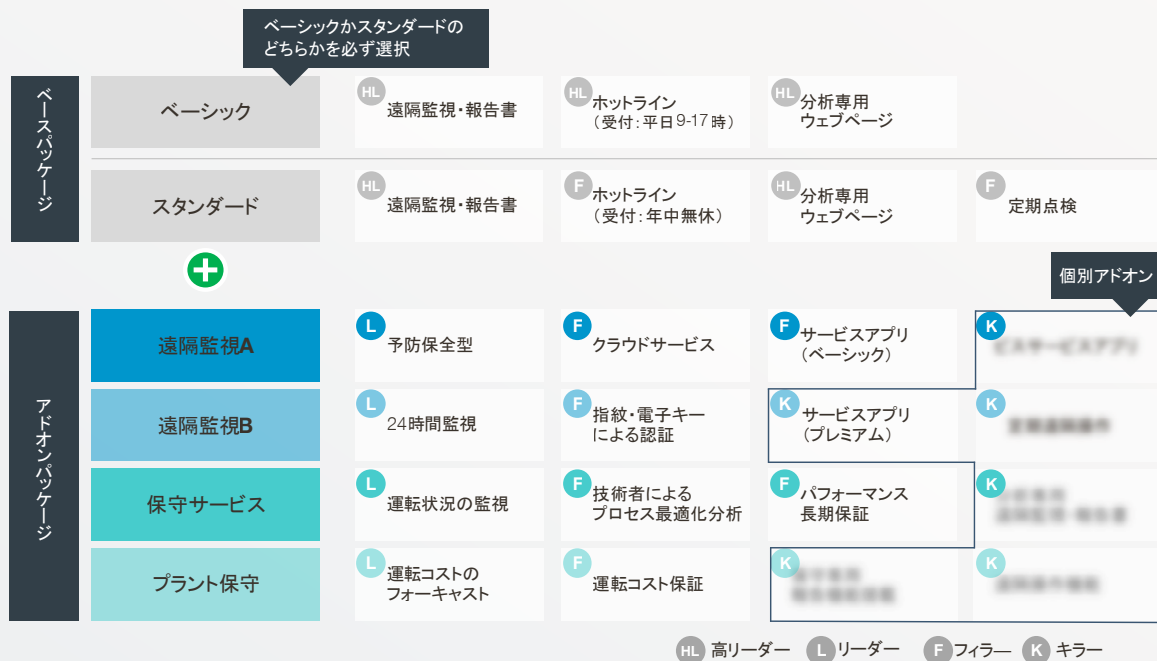 ベーシックかスタンダードの
どちらかを必ず選択
ベースパッケージ
ベーシック
HL
遠隔監視・報告書
HL
ホットライン
（受付：平日9-17時）
HL
分析専用
ウェブページ
スタンダード
HL
遠隔監視・報告書
F
ホットライン
（受付：年中無休）
HL
分析専用
ウェブページ
F
定期点検
個別アドオン
アドオンパッケージ
遠隔監視A
L
予防保全型
F
クラウドサービス
F
サービスアプリ
（ベーシック）
K
遠隔監視B
L
24時間監視
F
指紋・電子キー
による認証
K
サービスアプリ
（プレミアム）
K
保守サービス
L
運転状況の監視
F
技術者による
プロセス最適化分析
F
パフォーマンス
長期保証
K
プラント保守
L
運転コストの
フォーキャスト
F
運転コスト保証
K
K
HL 高リーダー L リーダー F フィラー K キラー